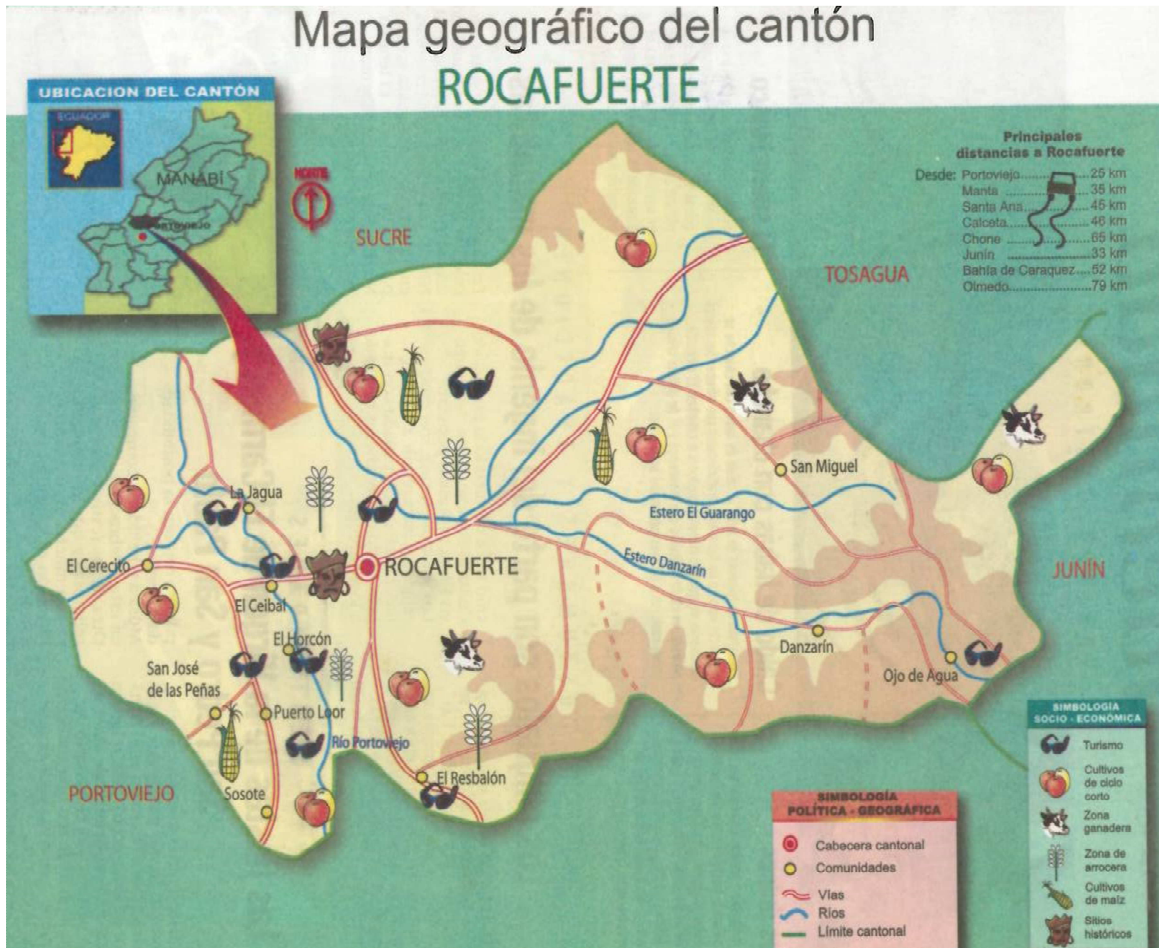 Mapa geográfico del cantón
ROCAFUERTE
UBICACION DEL CANTÓN
ECUADOR
MANABÍ
PORTOVIEJO
NORTE
SUCRE
TOSAGUA
Principales
distancias a Rocafuerte
Desde: Portoviejo..............25 km
Manta ..............35 km
Santa Ana..............45 km
Calceta..............46 km
Chone ..............65 km
Junín ..............33 km
Bahía de Caraquez....52 km
Olmedo..............79 km
San Miguel
La Jagua
Estero El Guarango
El Cerecito
ROCAFUERTE
Estero Danzarín
JUNÍN
El Ceibal
El Horcón
Danzarín
San José
de las Peñas
Ojo de Agua
Puerto Loor
Río Portoviejo
El Resbalón
PORTOVIEJO
Sosote
SIMBOLOGÍA
POLÍTICA - GEOGRÁFICA
Cabecera cantonal
Comunidades
Vías
Ríos
Límite cantonal
SIMBOLOGÍA
SOCIO - ECONÓMICA
Turismo
Cultivos
de ciclo
corto
Zona
ganadera
Zona de
arrocera
Cultivos
de maíz
Sitios
históricos